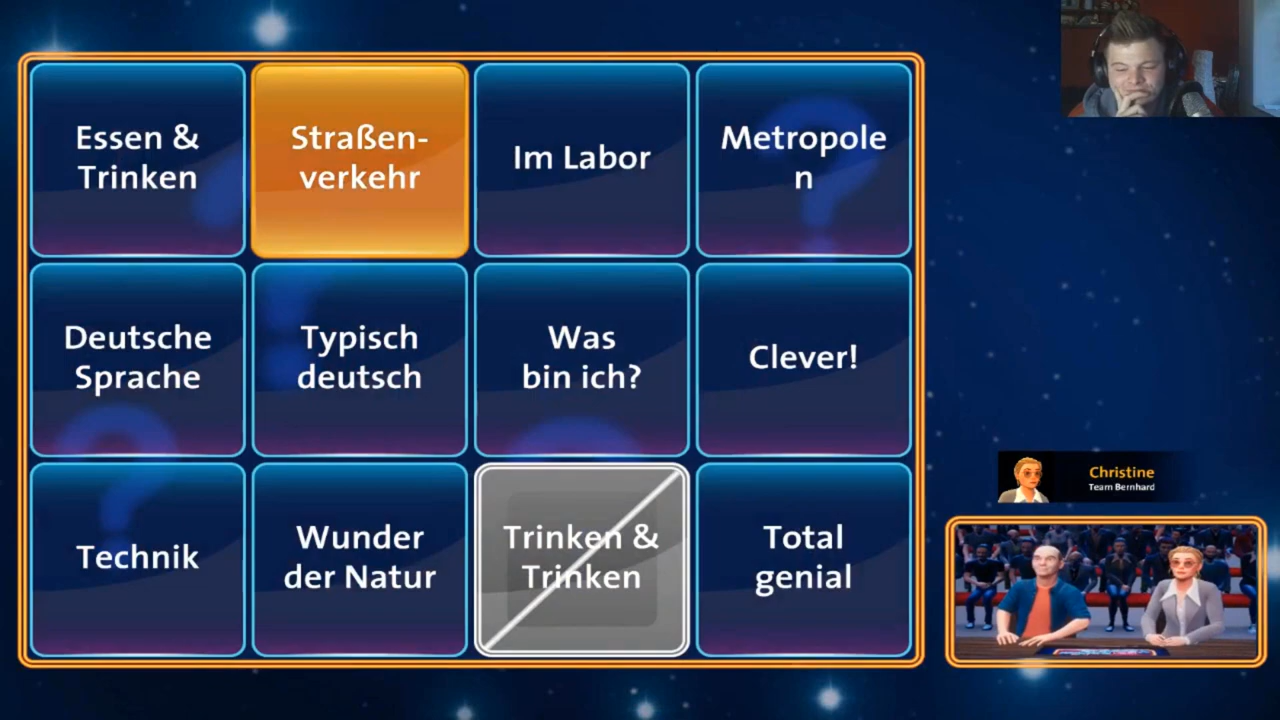 Essen &
Trinken
Straßen-
verkehr
Im Labor
Metropole
n
Deutsche
Sprache
Typisch
deutsch
Was
bin ich?
Clever!
Technik
Wunder
der Natur
Trinken &
Trinken
Total
genial
Christine
Team Bernhard